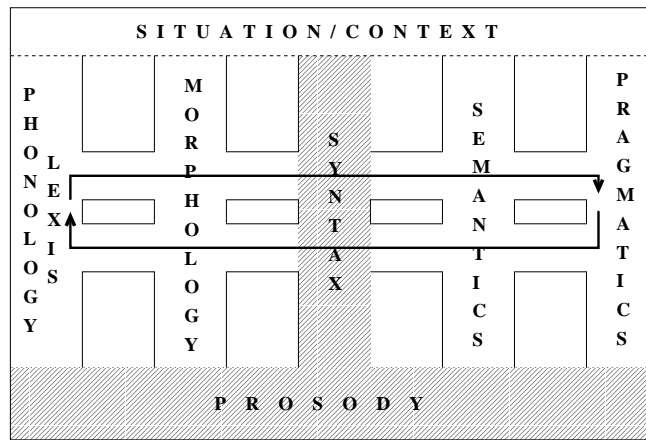 SITUATION/CONTEXT
PHONOLOGY
LEXIS
MORPHOLOGY
SYNTAX
SEMANTICS
PRAGMATICS
PROSODY